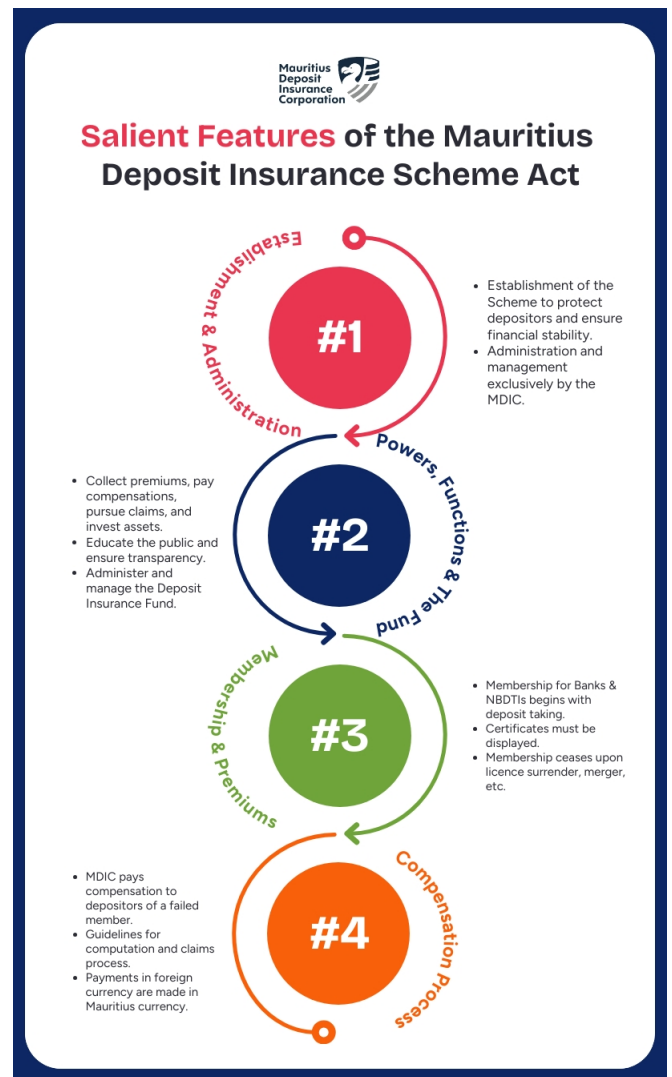 Mauritius
Deposit
Insurance
Corporation
Salient Features of the Mauritius
Deposit Insurance Scheme Act
Establishment & Administration
#1
• Establishment of the
Scheme to protect
depositors and ensure
financial stability.
• Administration and
management
exclusively by the
MDIC.
Powers, Functions & The Fund
#2
• Collect premiums, pay
compensations,
pursue claims, and
invest assets.
• Educate the public and
ensure transparency.
• Administer and
manage the Deposit
Insurance Fund.
Membership & Premiums
#3
• Membership for Banks &
NBDTIs begins with
deposit taking.
• Certificates must be
displayed.
• Membership ceases upon
licence surrender, merger,
etc.
Compensation Process
#4
• MDIC pays
compensation to
depositors of a failed
member.
• Guidelines for
computation and claims
process.
• Payments in foreign
currency are made in
Mauritius currency.